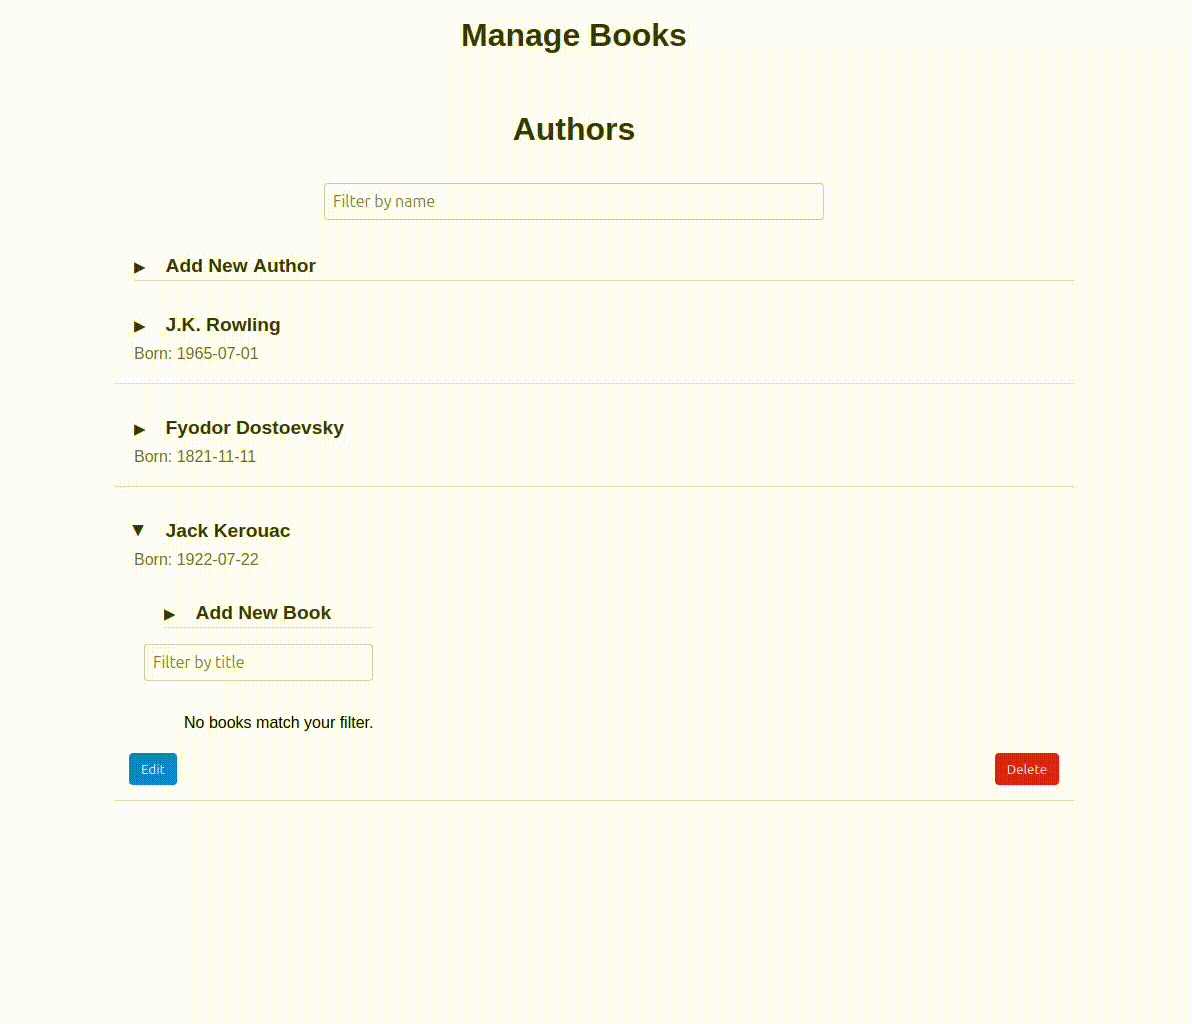 Manage Books
Authors
Filter by name
▶ Add New Author
▶ J.K. Rowling
Born: 1965-07-01
▶ Fyodor Dostoevsky
Born: 1821-11-11
▼ Jack Kerouac
Born: 1922-07-22
▶ Add New Book
Filter by title
No books match your filter.
Edit Delete